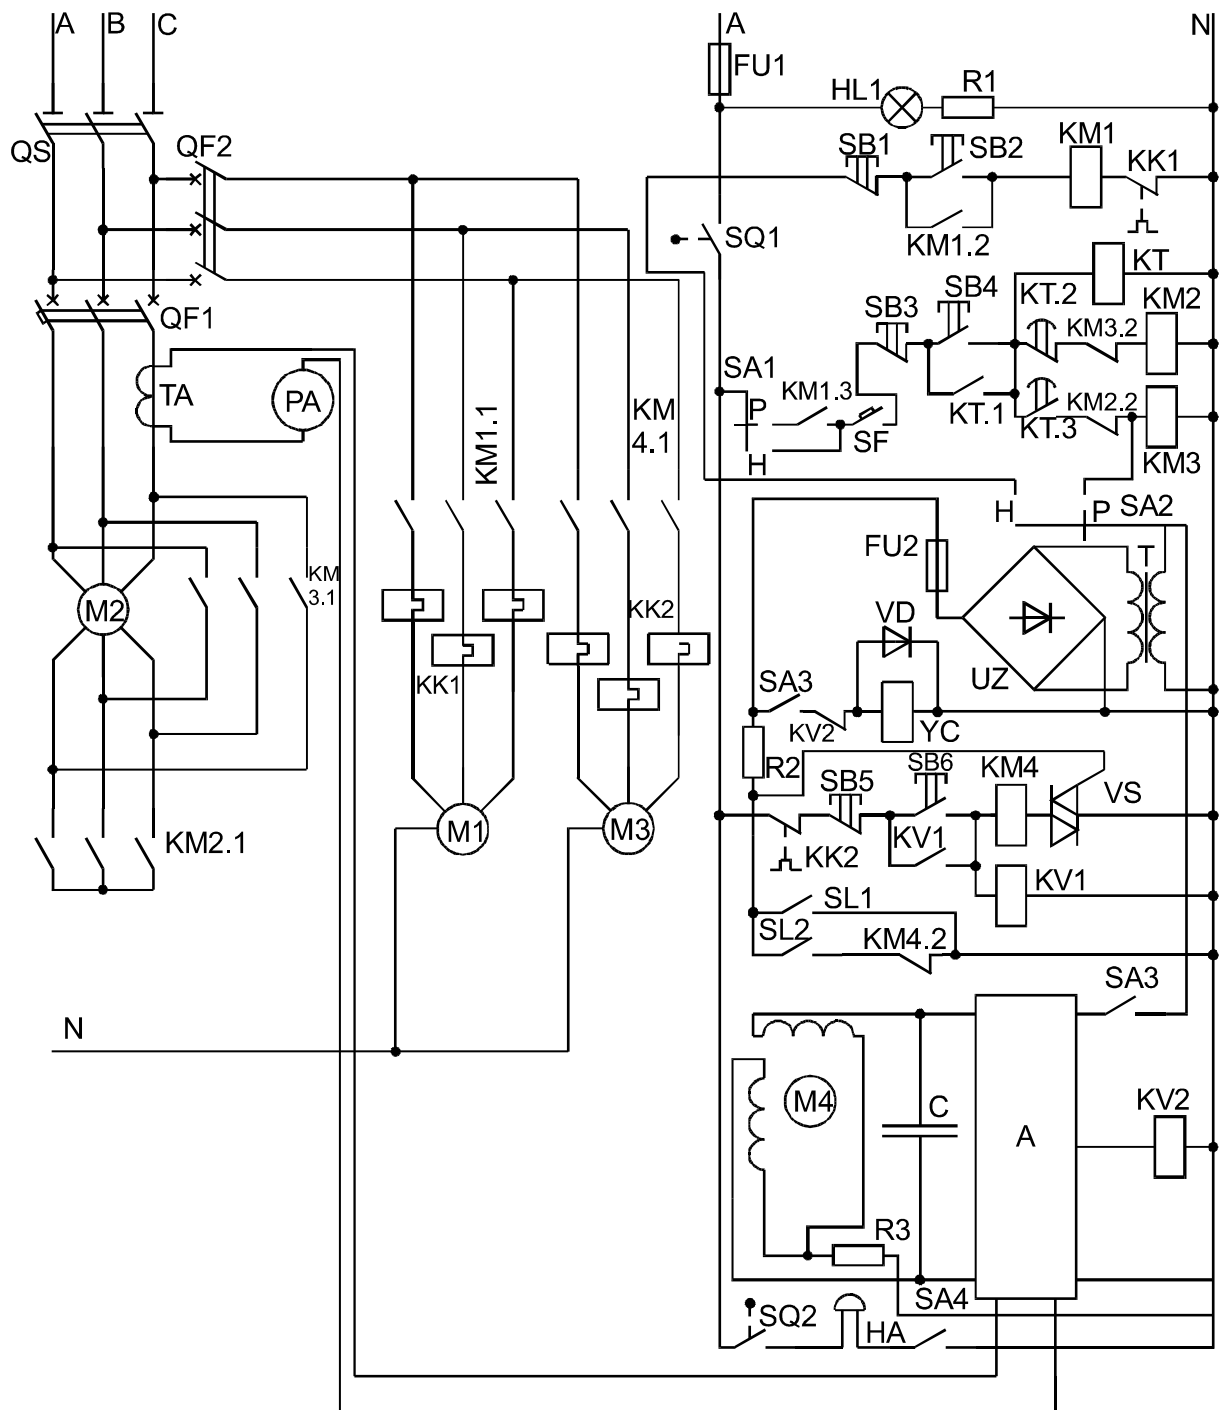 A B C A N
FU1
HL1 R1
QS QF2 SB1 SB2 KM1 KK1
SQ1 KM1.2
KT
QF1 SB3 SB4 KT.2 KM3.2 KM2
TA PA SA1 KM1.3 KM2.2
P KT.1 KT.3
KM1.1 KM
4.1
H SF KM3
H P SA2
FU2 T
KM
3.1
M2 KK2 VD
KK1 SA3 UZ
KV2 YC
R2 SB5 SB6 KM4 VS
KM2.1 M1 M3 KK2 KV1
KV1
SL1
SL2 KM4.2
SA3
N
M4 C A KV2
R3
SA4
SQ2 HA